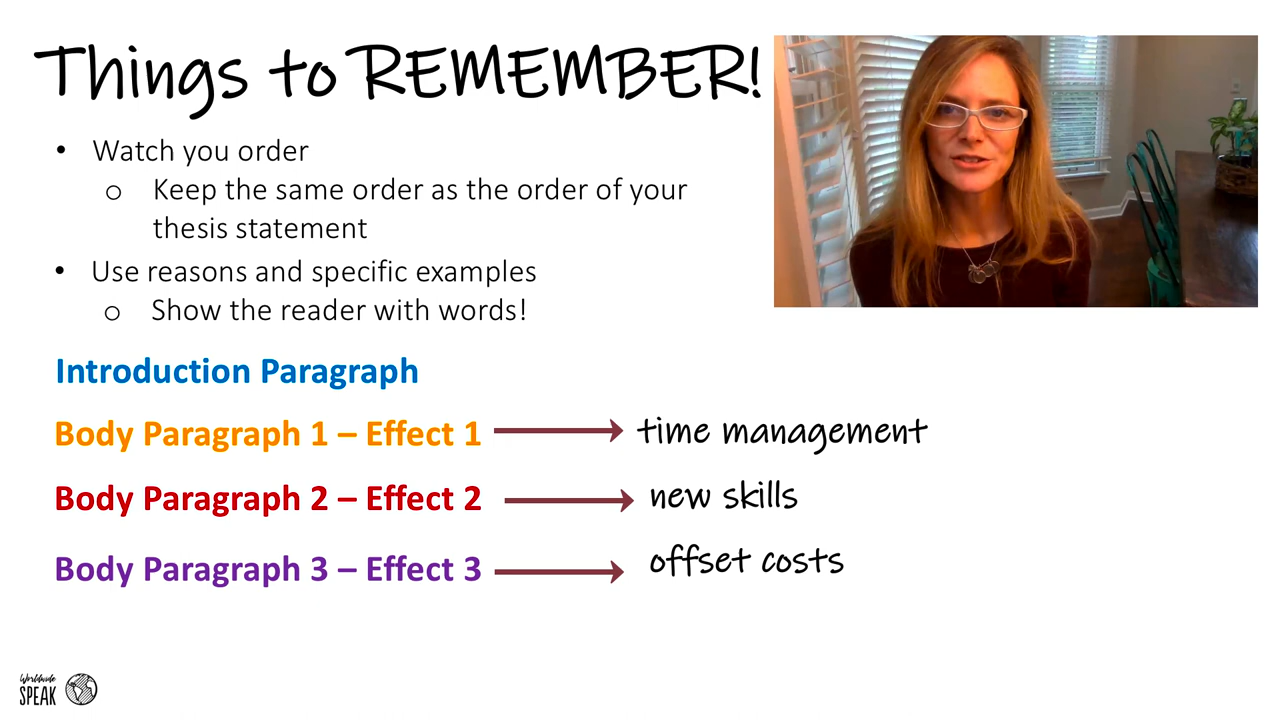 Things to REMEMBER!
• Watch you order
o Keep the same order as the order of your
thesis statement
• Use reasons and specific examples
o Show the reader with words!
Introduction Paragraph
Body Paragraph 1 – Effect 1
time management
Body Paragraph 2 – Effect 2
new skills
Body Paragraph 3 – Effect 3
offset costs
Worldwide
SPEAK